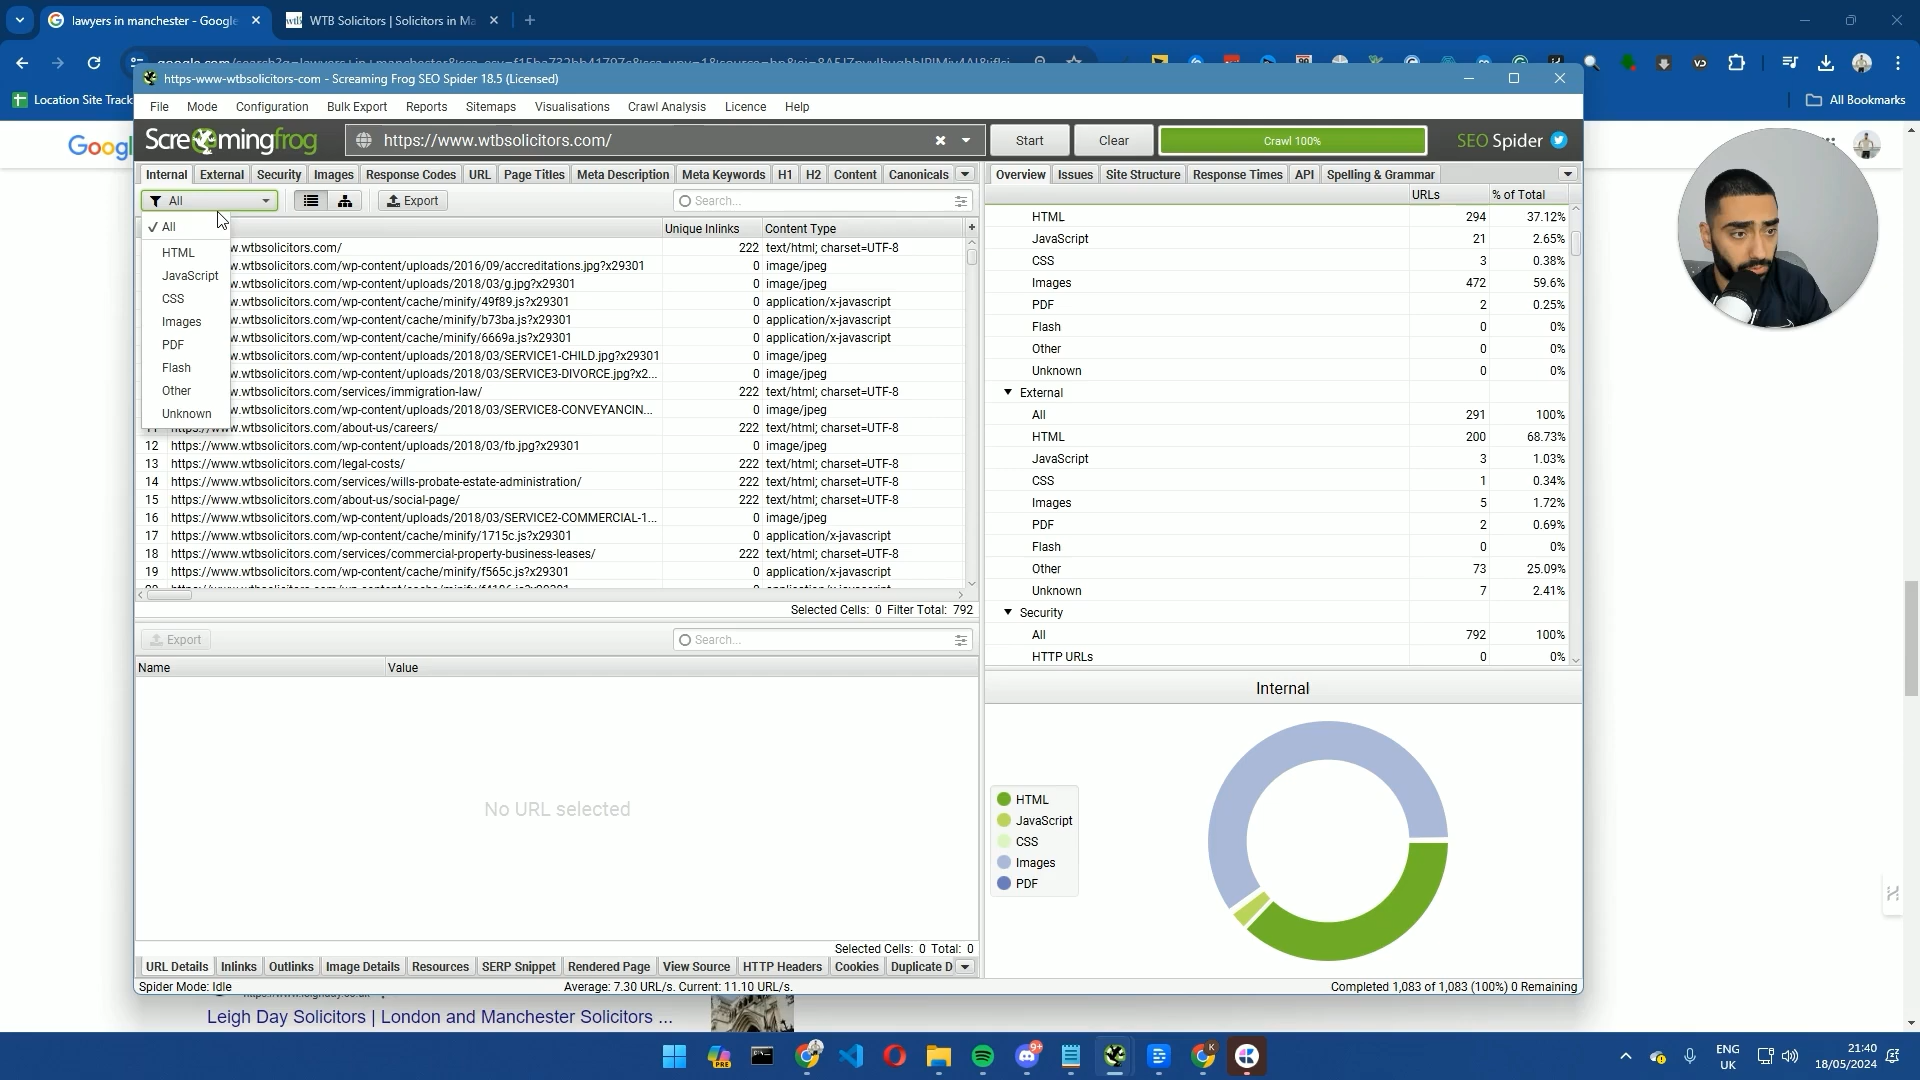 lawyers in manchester - Google
WTB Solicitors | Solicitors in Ma
Location Site Track
All Bookmarks
Google
https-www-wtbsolicitors-com - Screaming Frog SEO Spider 18.5 (Licensed)
File Mode Configuration Bulk Export Reports Sitemaps Visualisations Crawl Analysis Licence Help
Screamingfrog
https://www.wtbsolicitors.com/
Start
Clear
Crawl 100%
SEO Spider
Internal External Security Images Response Codes URL Page Titles Meta Description Meta Keywords H1 H2 Content Canonicals
Overview Issues Site Structure Response Times API Spelling & Grammar
All
Export
Search...
All
HTML
JavaScript
CSS
Images
PDF
Flash
Other
Unknown
Unique Inlinks Content Type
w.wtbsolicitors.com/ 222 text/html; charset=UTF-8
w.wtbsolicitors.com/wp-content/uploads/2016/09/accreditations.jpg?x29301 0 image/jpeg
w.wtbsolicitors.com/wp-content/uploads/2018/03/g.jpg?x29301 0 image/jpeg
w.wtbsolicitors.com/wp-content/cache/minify/49f89.js?x29301 0 application/x-javascript
w.wtbsolicitors.com/wp-content/cache/minify/b73ba.js?x29301 0 application/x-javascript
w.wtbsolicitors.com/wp-content/cache/minify/6669a.js?x29301 0 application/x-javascript
w.wtbsolicitors.com/wp-content/uploads/2018/03/SERVICE1-CHILD.jpg?x29301 0 image/jpeg
w.wtbsolicitors.com/wp-content/uploads/2018/03/SERVICE3-DIVORCE.jpg?x2... 0 image/jpeg
w.wtbsolicitors.com/services/immigration-law/ 222 text/html; charset=UTF-8
w.wtbsolicitors.com/wp-content/uploads/2018/03/SERVICE8-CONVEYANCIN... 0 image/jpeg
11 https://www.wtbsolicitors.com/about-us/careers/ 222 text/html; charset=UTF-8
12 https://www.wtbsolicitors.com/wp-content/uploads/2018/03/fb.jpg?x29301 0 image/jpeg
13 https://www.wtbsolicitors.com/legal-costs/ 222 text/html; charset=UTF-8
14 https://www.wtbsolicitors.com/services/wills-probate-estate-administration/ 222 text/html; charset=UTF-8
15 https://www.wtbsolicitors.com/about-us/social-page/ 222 text/html; charset=UTF-8
16 https://www.wtbsolicitors.com/wp-content/uploads/2018/03/SERVICE2-COMMERCIAL-1... 0 image/jpeg
17 https://www.wtbsolicitors.com/wp-content/cache/minify/1715c.js?x29301 0 application/x-javascript
18 https://www.wtbsolicitors.com/services/commercial-property-business-leases/ 222 text/html; charset=UTF-8
19 https://www.wtbsolicitors.com/wp-content/cache/minify/f565c.js?x29301 0 application/x-javascript
Selected Cells: 0 Filter Total: 792
Export
Search...
Name Value
No URL selected
Selected Cells: 0 Total: 0
URL Details Inlinks Outlinks Image Details Resources SERP Snippet Rendered Page View Source HTTP Headers Cookies Duplicate D
URLs % of Total
HTML 294 37.12%
JavaScript 21 2.65%
CSS 3 0.38%
Images 472 59.6%
PDF 2 0.25%
Flash 0 0%
Other 0 0%
Unknown 0 0%
External
All 291 100%
HTML 200 68.73%
JavaScript 3 1.03%
CSS 1 0.34%
Images 5 1.72%
PDF 2 0.69%
Flash 0 0%
Other 73 25.09%
Unknown 7 2.41%
Security
All 792 100%
HTTP URLs 0 0%
Internal
HTML
JavaScript
CSS
Images
PDF
Spider Mode: Idle
Average: 7.30 URL/s. Current: 11.10 URL/s.
Completed 1,083 of 1,083 (100%) 0 Remaining
Leigh Day Solicitors | London and Manchester Solicitors ...
ENG
UK
21:40
18/05/2024